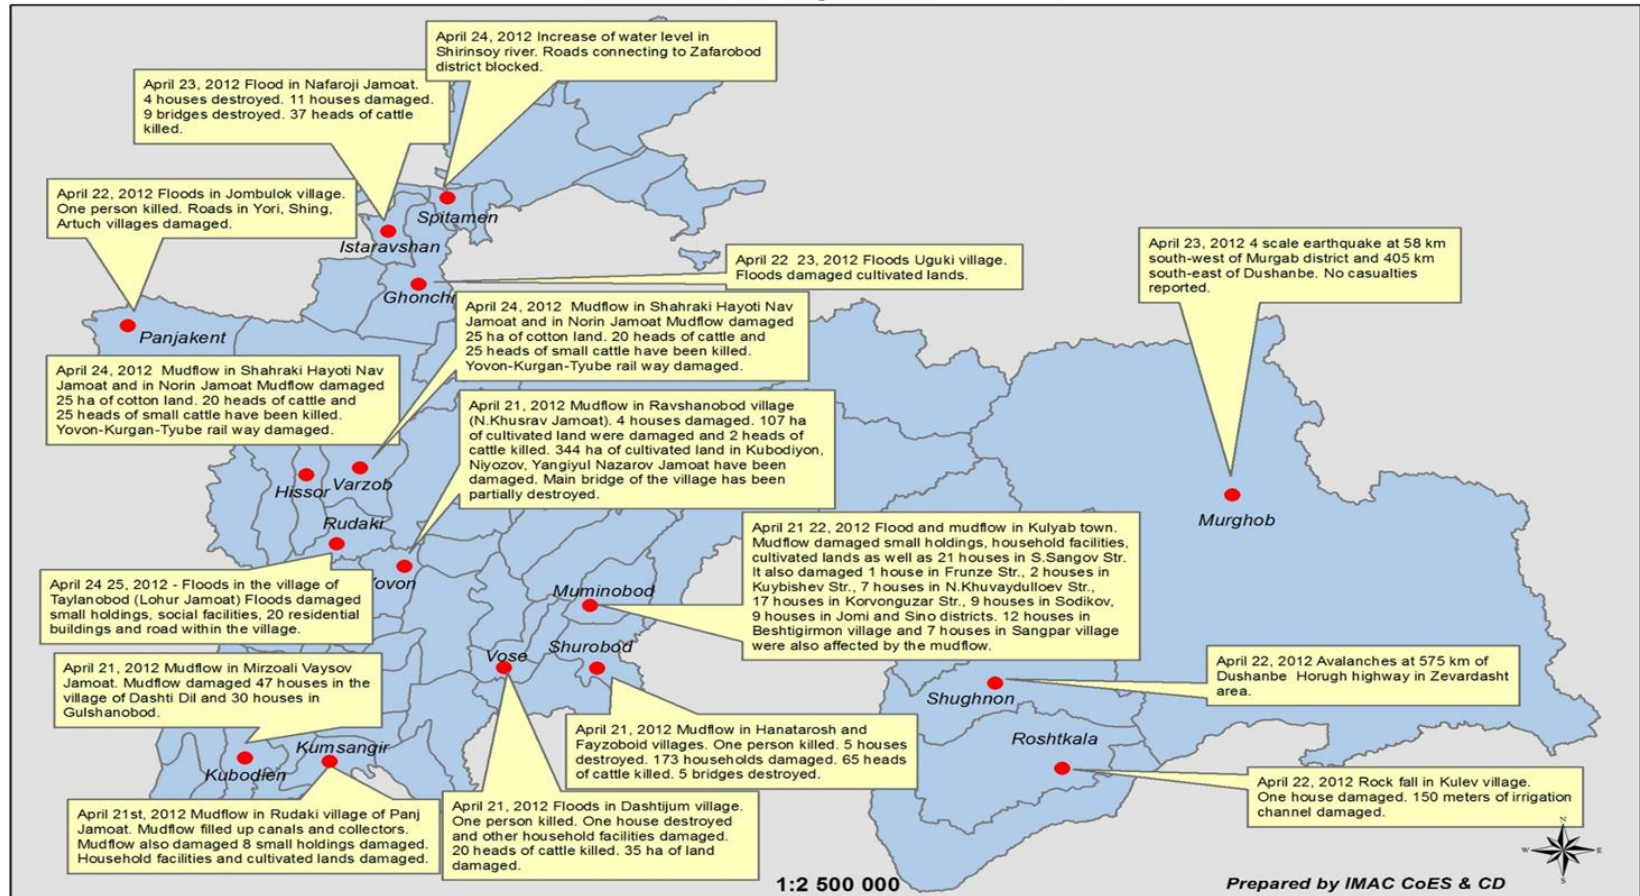 April 24, 2012 Increase of water level in
Shirinsoy river. Roads connecting to Zafarobod
district blocked.
April 23, 2012 Flood in Nafaroji Jamoat.
4 houses destroyed. 11 houses damaged.
9 bridges destroyed. 37 heads of cattle
killed.
April 22, 2012 Floods in Jombulok village.
One person killed. Roads in Yori, Shing,
Artuch villages damaged.
Spitamen
Istaravshan
April 22 23, 2012 Floods Uguki village.
Floods damaged cultivated lands.
April 23, 2012 4 scale earthquake at 58 km
south-west of Murgab district and 405 km
south-east of Dushanbe. No casualties
reported.
Ghonchi
Panjakent
April 24, 2012 Mudflow in Shahraki Hayoti Nav
Jamoat and in Norin Jamoat Mudflow damaged
25 ha of cotton land. 20 heads of cattle and
25 heads of small cattle have been killed.
Yovon-Kurgan-Tyube rail way damaged.
April 24, 2012 Mudflow in Shahraki Hayoti Nav
Jamoat and in Norin Jamoat Mudflow damaged
25 ha of cotton land. 20 heads of cattle and
25 heads of small cattle have been killed.
Yovon-Kurgan-Tyube rail way damaged.
April 21, 2012 Mudflow in Ravshanobod village
(N.Khusrav Jamoat). 4 houses damaged. 107 ha
of cultivated land were damaged and 2 heads of
cattle killed. 344 ha of cultivated land in Kubodiyon,
Niyozov, Yangiyul Nazarov Jamoat have been
damaged. Main bridge of the village has been
partially destroyed.
Hissor
Varzob
Rudaki
Murghob
April 21 22, 2012 Flood and mudflow in Kulyab town.
Mudflow damaged small holdings, household facilities,
cultivated lands as well as 21 houses in S.Sangov Str.
It also damaged 1 house in Frunze Str., 2 houses in
Kuybishev Str., 7 houses in N.Khuvaydulloev Str.,
17 houses in Korvonguzar Str., 9 houses in Sodikov,
9 houses in Jomi and Sino districts. 12 houses in
Beshtigirmon village and 7 houses in Sangpar village
were also affected by the mudflow.
April 24 25, 2012 - Floods in the village of
Taylanobod (Lohur Jamoat) Floods damaged
small holdings, social facilities, 20 residential
buildings and road within the village.
Yovon
Muminobod
Shurobod
Vose
April 21, 2012 Mudflow in Mirzoali Vaysov
Jamoat. Mudflow damaged 47 houses in the
village of Dashti Dil and 30 houses in
Gulshanobod.
April 22, 2012 Avalanches at 575 km of
Dushanbe Horugh highway in Zevardasht
area.
Shughnon
Roshtkala
April 21, 2012 Mudflow in Hanatarosh and
Fayzoboid villages. One person killed. 5 houses
destroyed. 173 households damaged. 65 heads
of cattle killed. 5 bridges destroyed.
Kumsangir
Kubodien
April 22, 2012 Rock fall in Kulev village.
One house damaged. 150 meters of irrigation
channel damaged.
April 21st, 2012 Mudflow in Rudaki village of Panj
Jamoat. Mudflow filled up canals and collectors.
Mudflow also damaged 8 small holdings damaged.
Household facilities and cultivated lands damaged.
April 21, 2012 Floods in Dashtijum village.
One person killed. One house destroyed
and other household facilities damaged.
20 heads of cattle killed. 35 ha of land
damaged.
N
W E
S
1:2 500 000
Prepared by IMAC CoES & CD